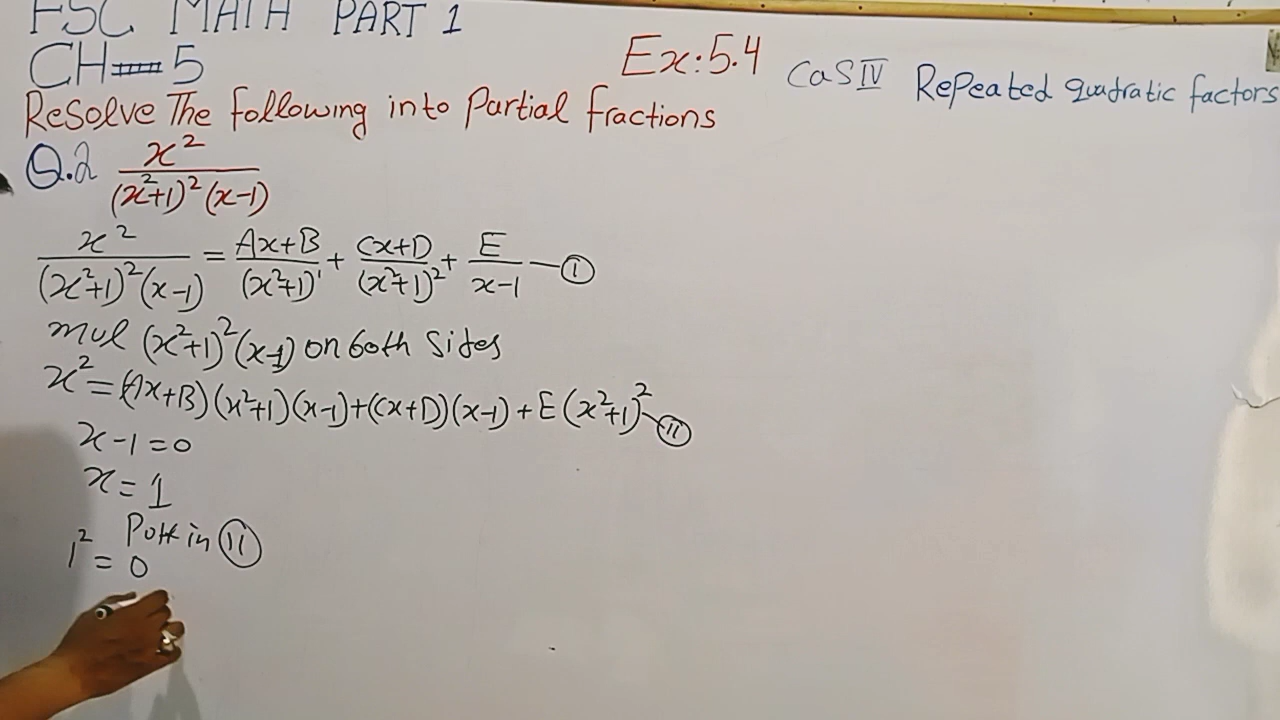 FSC MATH PART 1
CH 5
Ex:5.4
CaS IV Repeated quadratic factors
Resolve The following into Partial fractions
Q.2 x²/((x²+1)²(x-1))
x²/((x²+1)²(x-1)) = (Ax+B)/(x²+1)¹ + (Cx+D)/(x²+1)² + E/(x-1) — Ⓘ
mul (x²+1)²(x-1) on both Sides
x² = (Ax+B)(x²+1)(x-1)+(Cx+D)(x-1)+E(x²+1)² — ⓘⓘ
x-1=0
x=1
Putt in ⓘⓘ
1² = 0